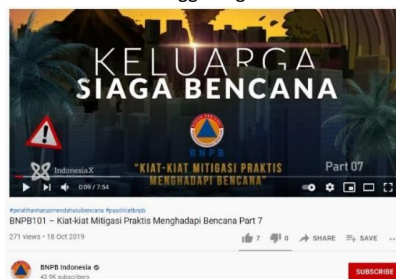 KELUARGA
SIAGA BENCANA
BNPB
IndonesiaX
"KIAT-KIAT MITIGASI PRAKTIS
MENGHADAPI BENCANA"
Part 07
0:09 / 7:54
#pelatihanharusmendahuluibencana #pasdikiatbnpb
BNPB101 – Kiat-kiat Mitigasi Praktis Menghadapi Bencana Part 7
271 views • 18 Oct 2019
7
0
SHARE
SAVE
BNPB Indonesia
43.9K subscribers
SUBSCRIBE